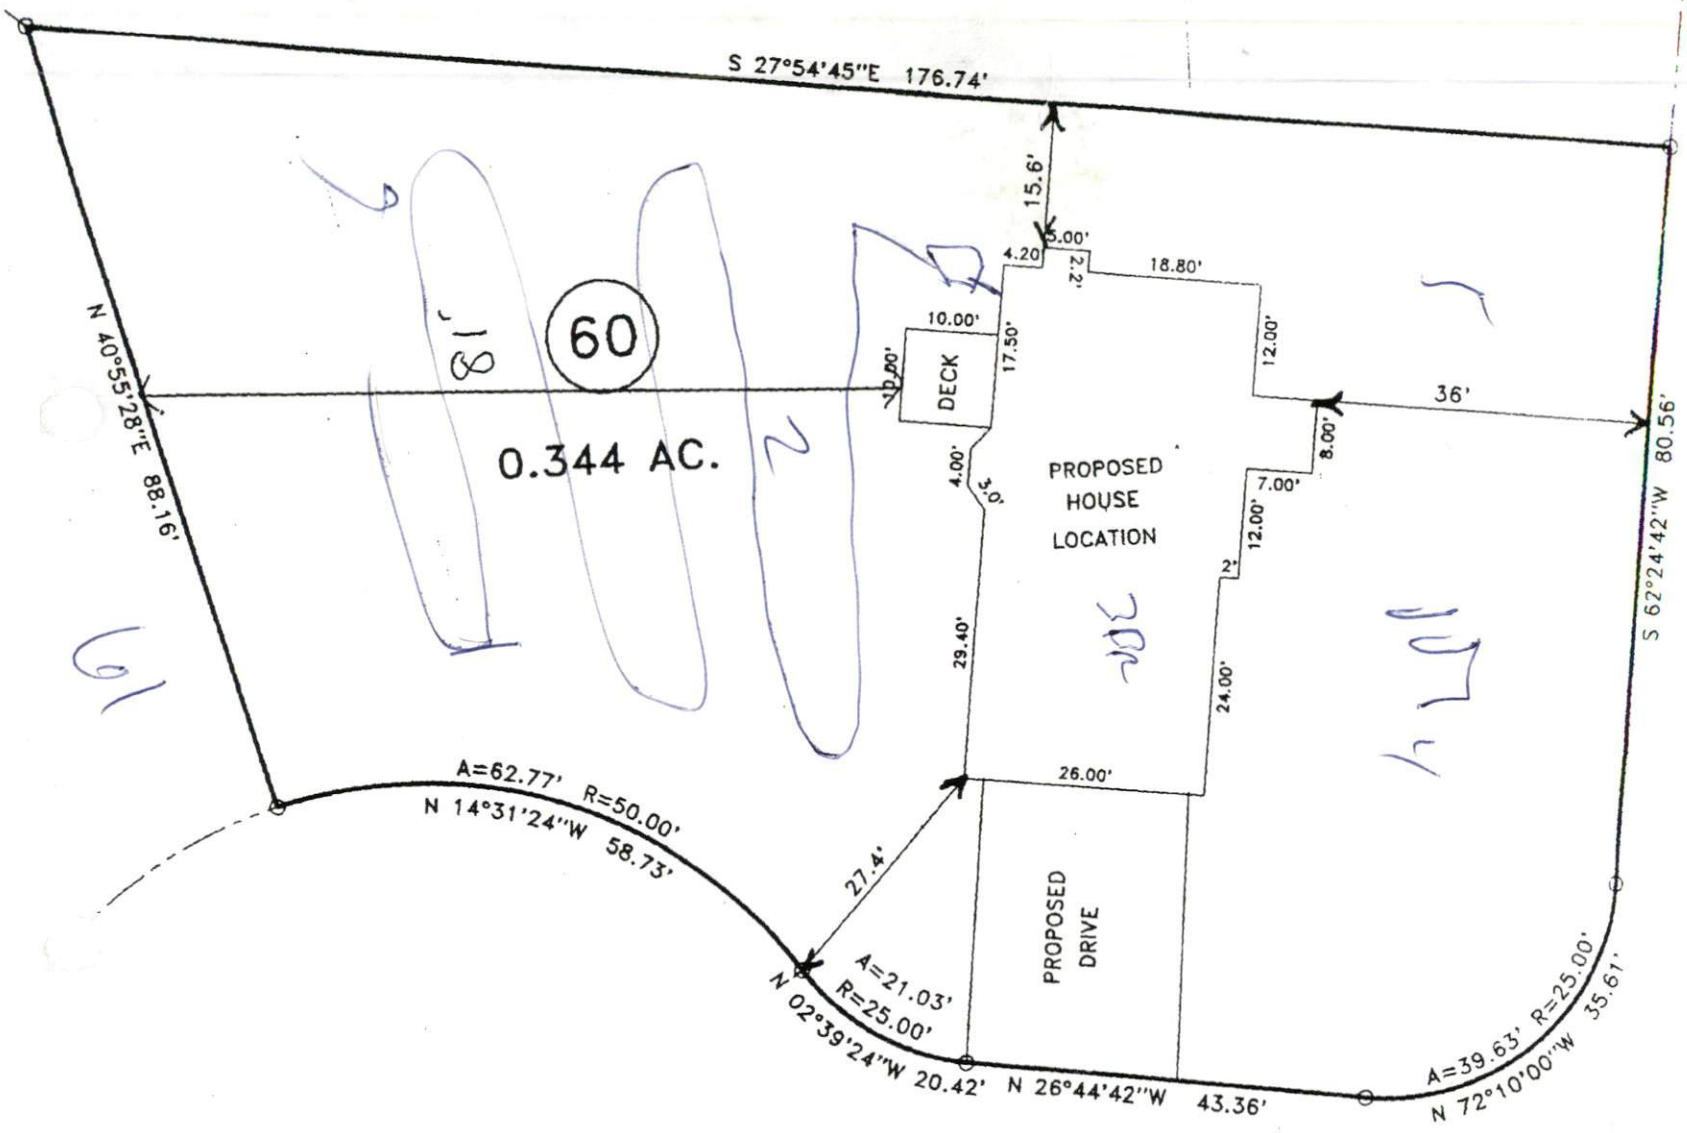 S 27°54'45"E 176.74'
15.6'
5.00'
4.20
2.2'
18.80'
10.00'
17.50'
12.00'
60
81'
N 40°55'28"E 88.16'
DECK
36'
0.344 AC.
8.00'
S 62°24'42"W 80.56'
4.00'
3.0'
PROPOSED
HOUSE
LOCATION
7.00'
12.00'
2'
29.40'
24.00'
61
A=62.77' R=50.00'
N 14°31'24"W 58.73'
26.00'
27.4'
PROPOSED
DRIVE
A=21.03'
R=25.00'
N 02°39'24"W 20.42'
N 26°44'42"W 43.36'
A=39.63' R=25.00'
N 72°10'00"W 35.61'